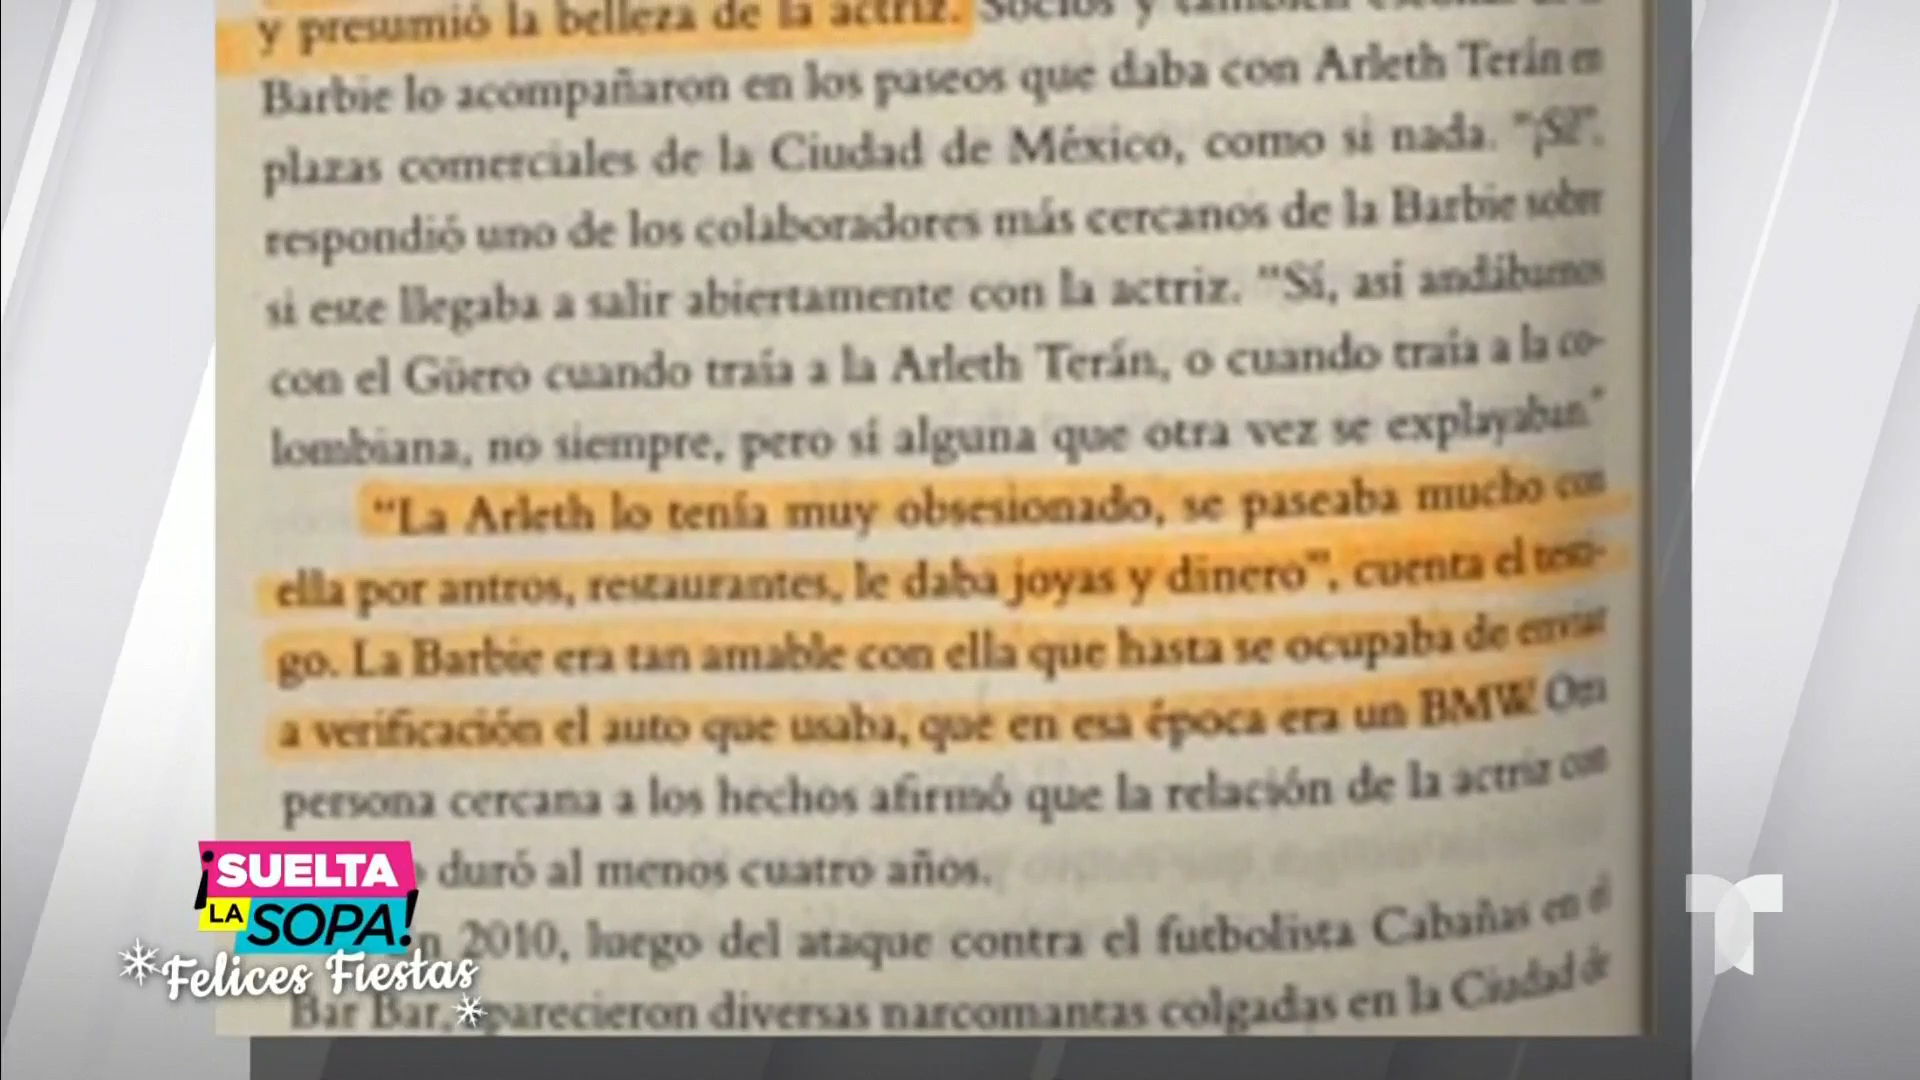 y presumió la belleza de la actriz. Socios y también
Barbie lo acompañaron en los paseos que daba con Arleth Terán en
plazas comerciales de la Ciudad de México, como si nada. "¡Sí!".
respondió uno de los colaboradores más cercanos de la Barbie sobre
si este llegaba a salir abiertamente con la actriz. "Sí, así andábamos
con el Güero cuando traía a la Arleth Terán, o cuando traía a la co-
lombiana, no siempre, pero sí alguna que otra vez se explayaban."
"La Arleth lo tenía muy obsesionado, se paseaba mucho con
ella por antros, restaurantes, le daba joyas y dinero", cuenta el testi-
go. La Barbie era tan amable con ella que hasta se ocupaba de enviar
a verificación el auto que usaba, que en esa época era un BMW. Otra
persona cercana a los hechos afirmó que la relación de la actriz con
duró al menos cuatro años.
2010, luego del ataque contra el futbolista Cabañas en el
Bar Bar, aparecieron diversas narcomantas colgadas en la Ciudad de
¡SUELTA
LA SOPA!
Felices Fiestas
T